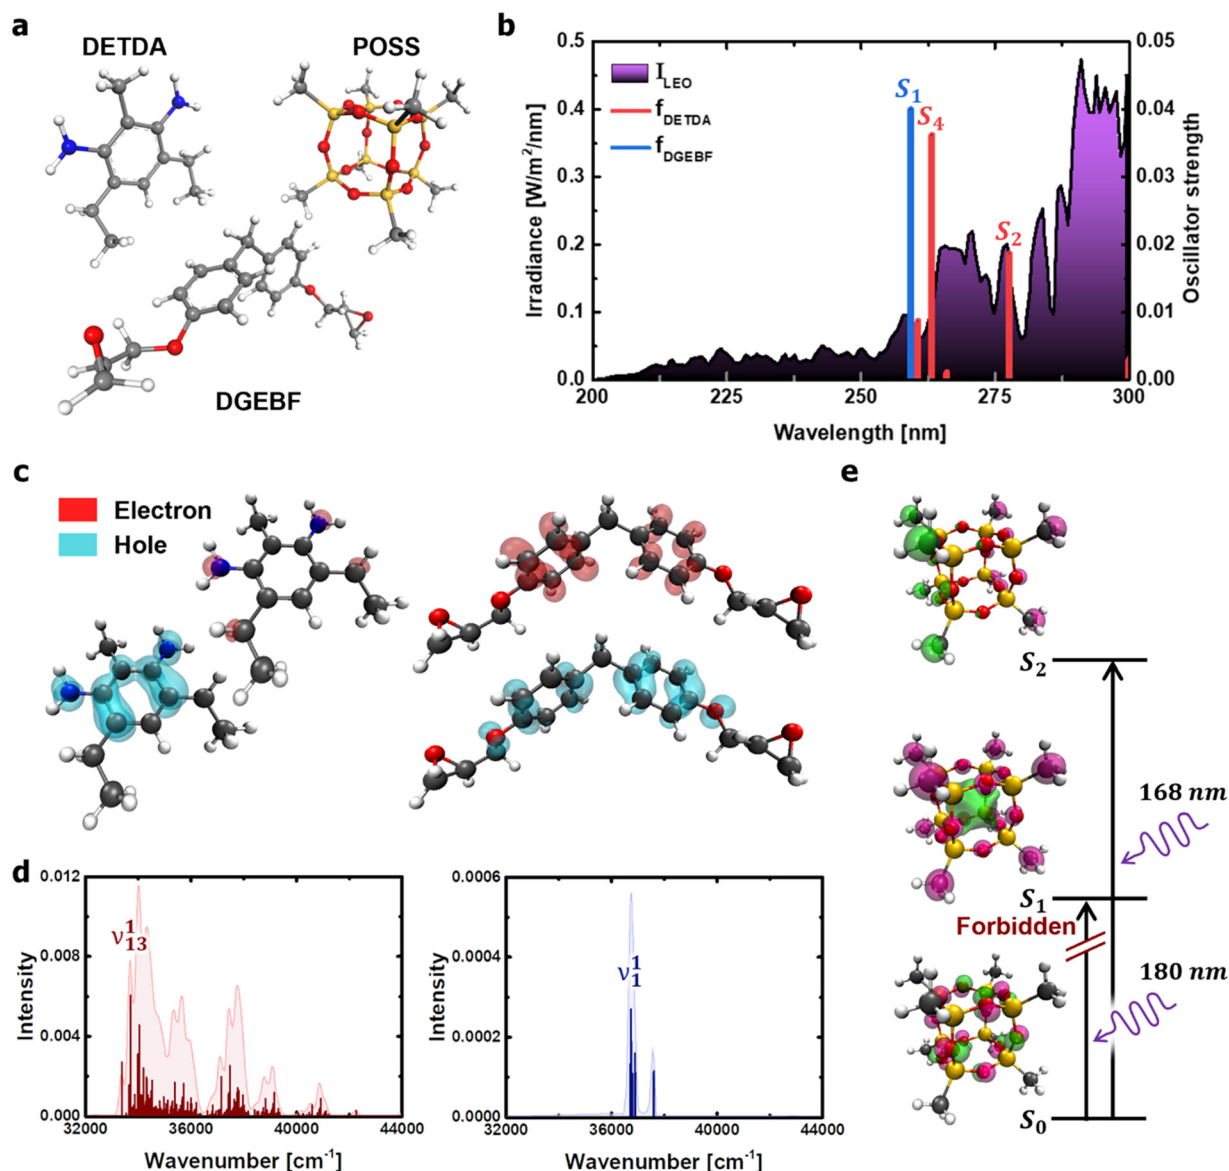 a
DETDA
POSS
DGEBF
b
Irradiance [W/m²/nm]
0.5
0.4
0.3
0.2
0.1
0.0
I_LEO
f_DETDA
f_DGEBF
S₁
S₄
S₂
0.05
0.04
0.03
0.02
0.01
0.00
Oscillator strength
200 225 250 275 300
Wavelength [nm]
c
Electron
Hole
d
Intensity
0.012
0.008
0.004
0.000
ν¹₁₃
32000 36000 40000 44000
Wavenumber [cm⁻¹]
Intensity
0.0006
0.0004
0.0002
0.0000
ν¹₁
32000 36000 40000 44000
Wavenumber [cm⁻¹]
e
S₂
168 nm
S₁
Forbidden
180 nm
S₀